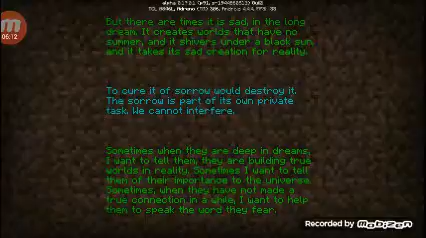 But there are times it is sad, in the long
dream. It creates worlds that have no
summer, and it shivers under a black sun,
and it takes its sad creation for reality.
05:12
To cure it of sorrow would destroy it.
The sorrow is part of its own private
task. We cannot interfere.
Sometimes when they are deep in dreams,
I want to tell them, they are building true
worlds in reality. Sometimes I want to tell
them of their importance to the universe.
Sometimes, when they have not made a
true connection in a while, I want to help
them to speak the word they fear.
Recorded by Mobizen